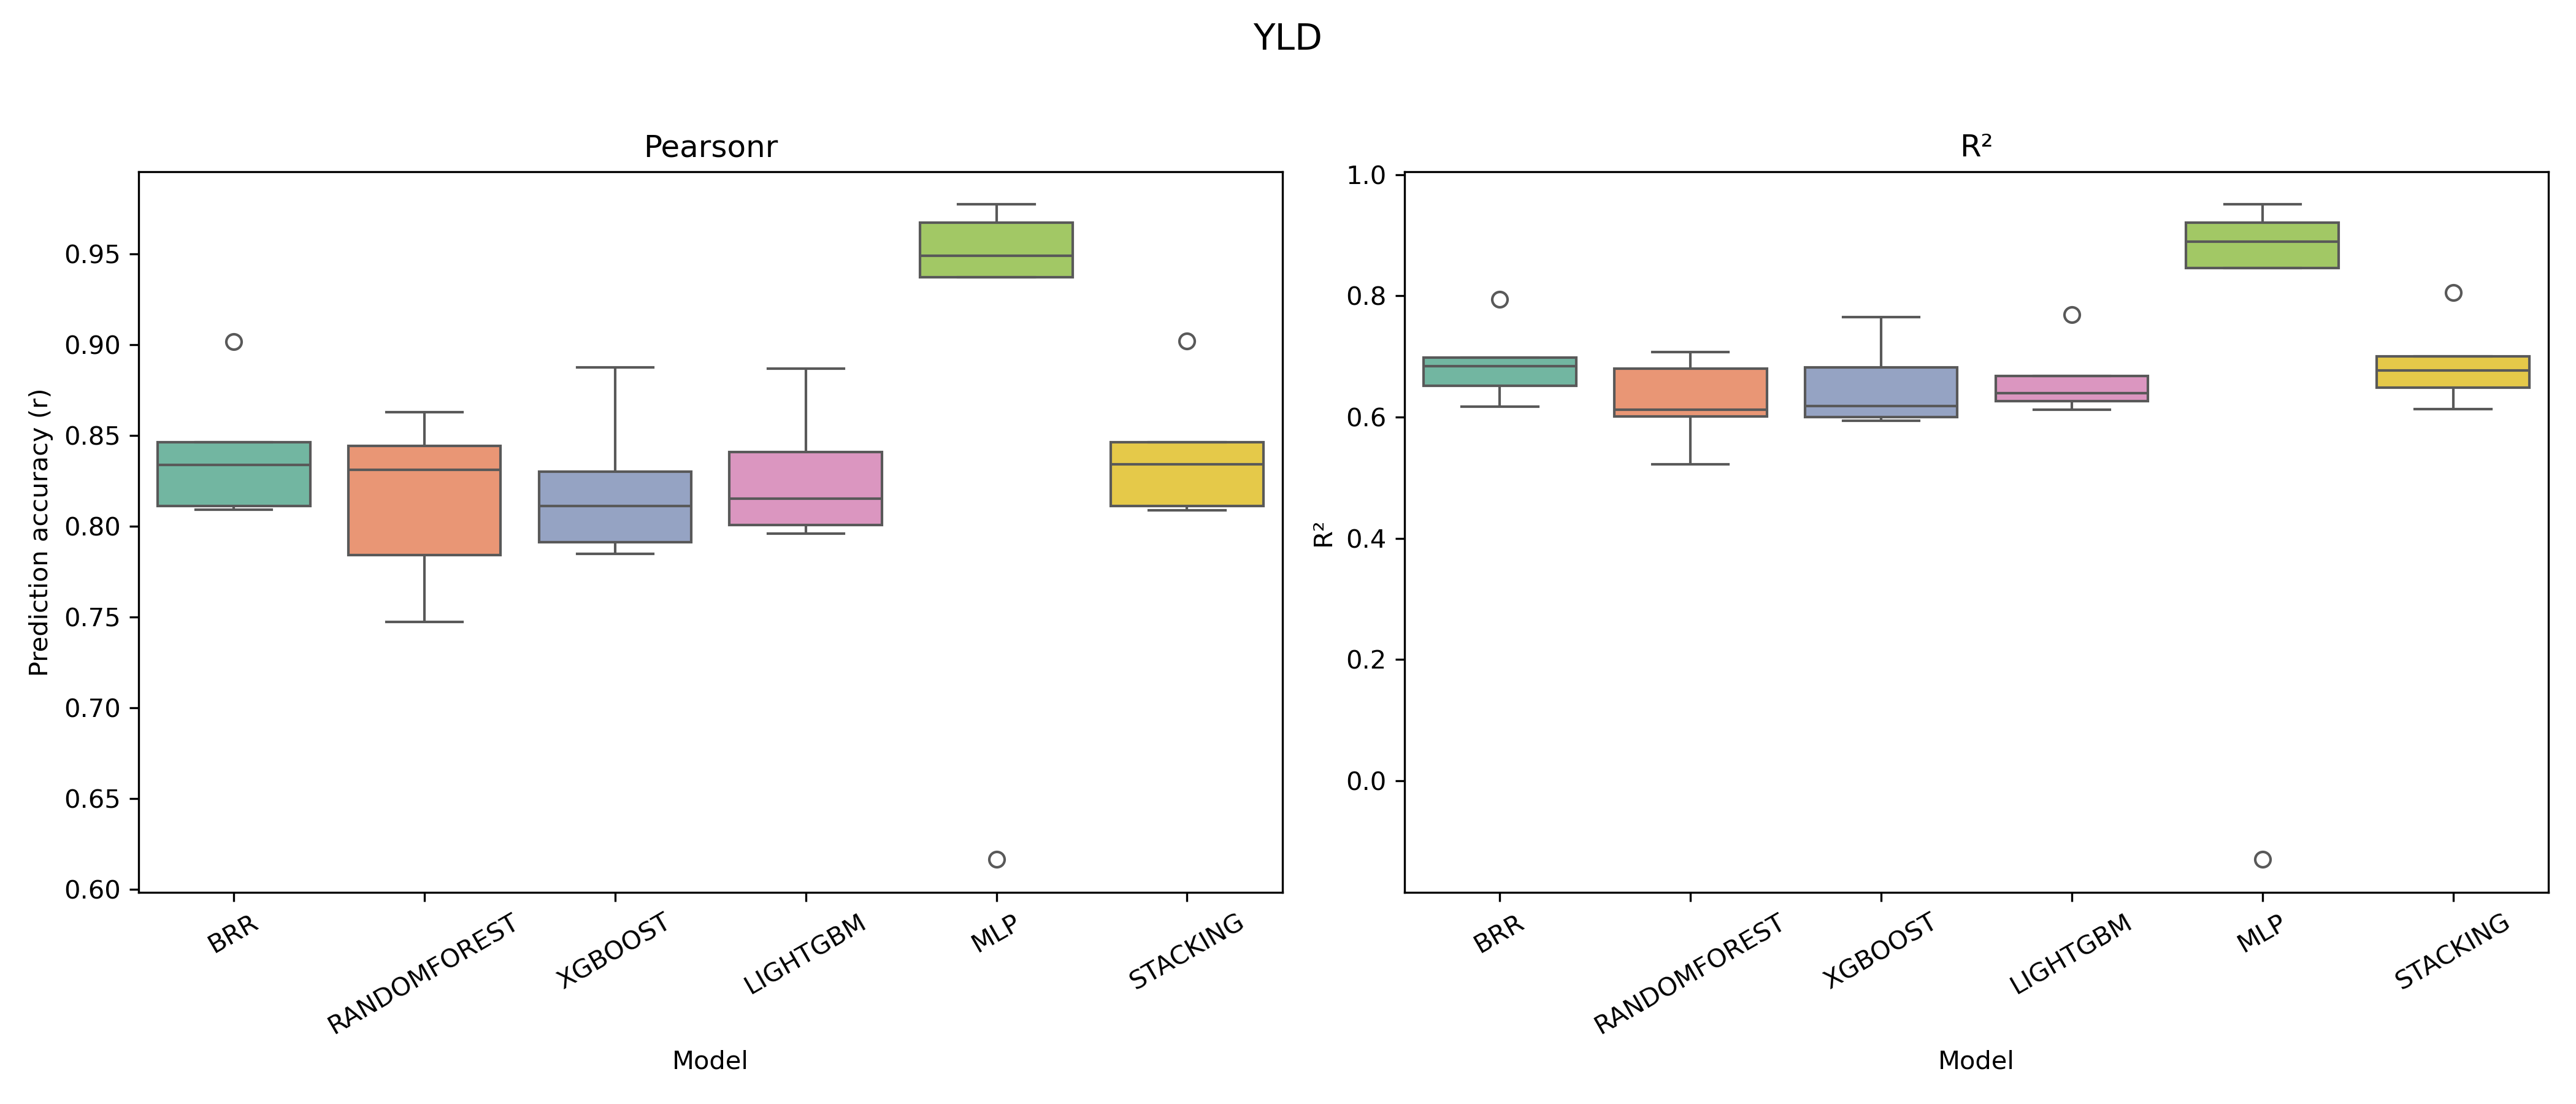 YLD
Pearsonr
Prediction accuracy (r)
0.95
0.90
0.85
0.80
0.75
0.70
0.65
0.60
BRR
RANDOMFOREST
XGBOOST
LIGHTGBM
MLP
STACKING
Model
R²
R²
1.0
0.8
0.6
0.4
0.2
0.0
BRR
RANDOMFOREST
XGBOOST
LIGHTGBM
MLP
STACKING
Model